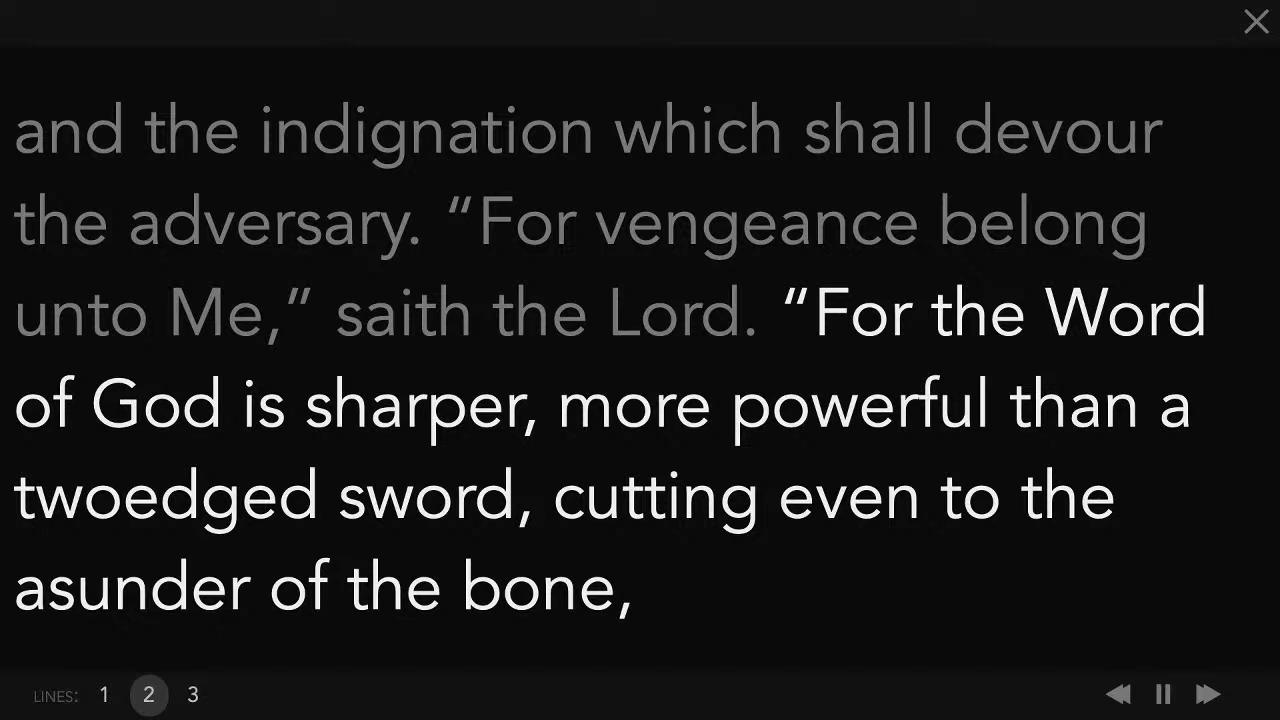 and the indignation which shall devour
the adversary. “For vengeance belong
unto Me,” saith the Lord. “For the Word
of God is sharper, more powerful than a
twoedged sword, cutting even to the
asunder of the bone,
LINES: 1 2 3